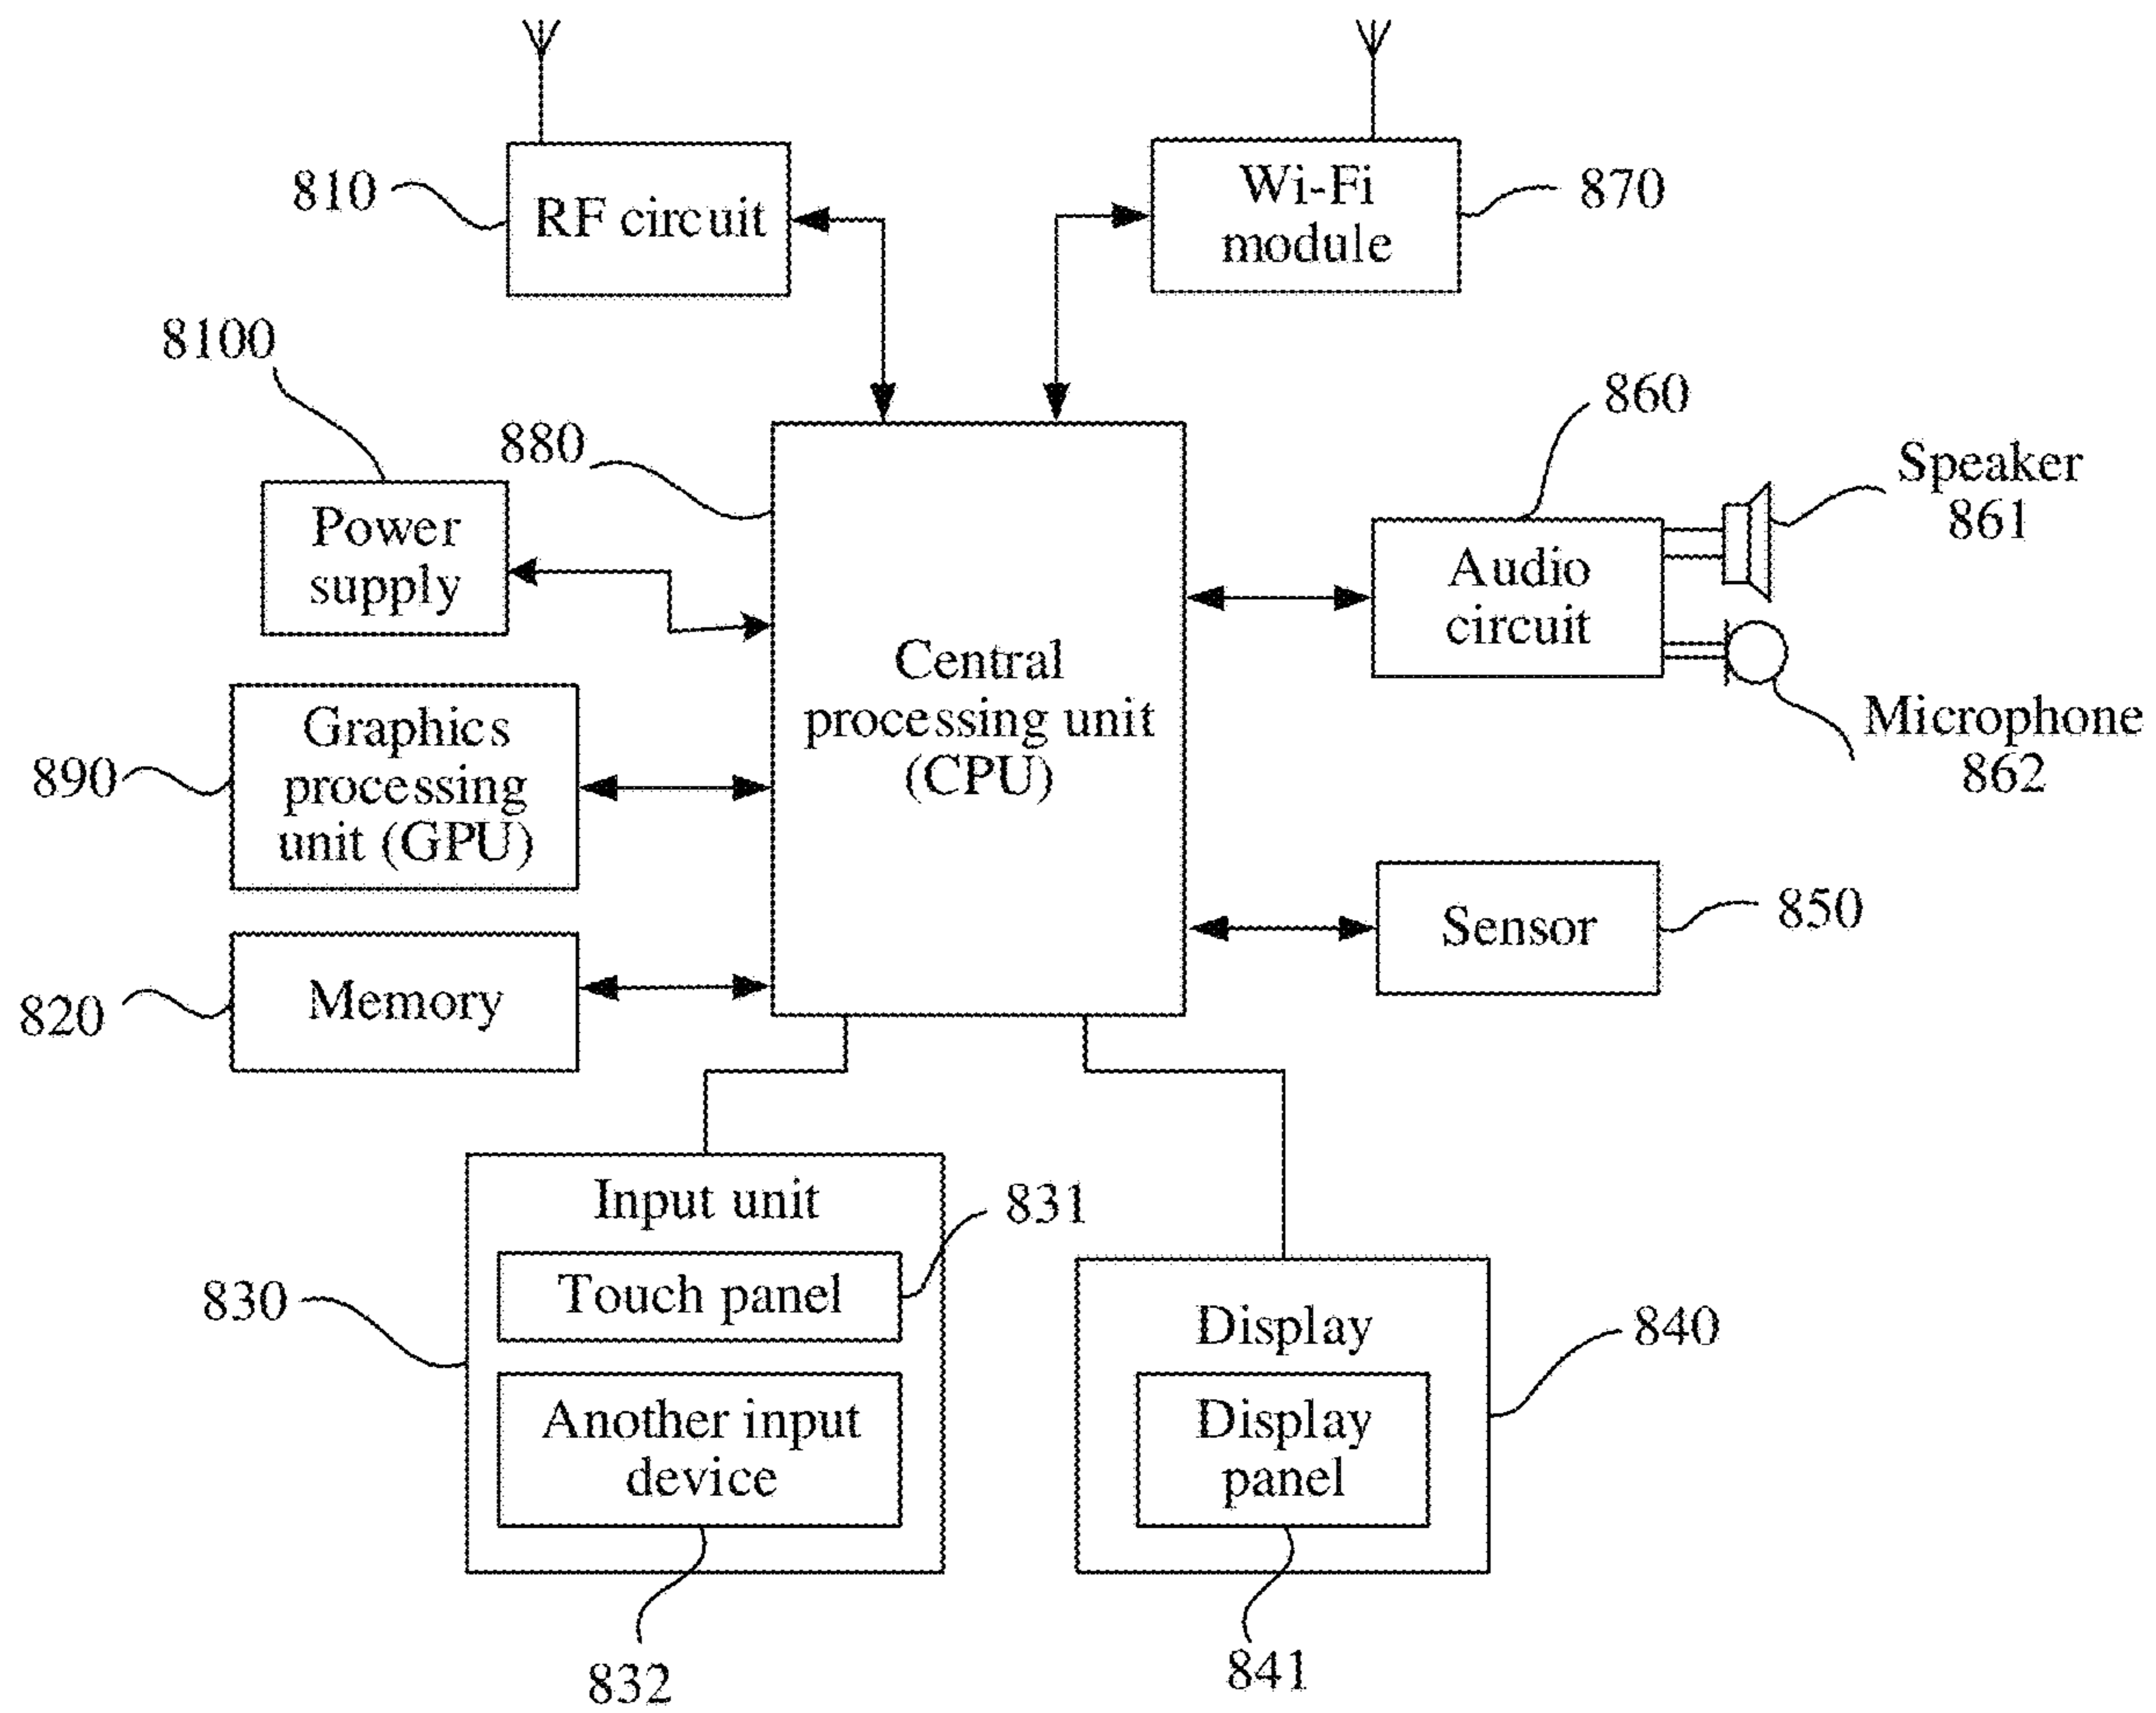 810
RF circuit
Wi-Fi
module
870
8100
880
860
Speaker
861
Power
supply
Audio
circuit
Central
processing unit
(CPU)
Microphone
862
890
Graphics
processing
unit (GPU)
Sensor
850
820
Memory
Input unit
831
830
Touch panel
Display
840
Another input
device
Display
panel
832
841